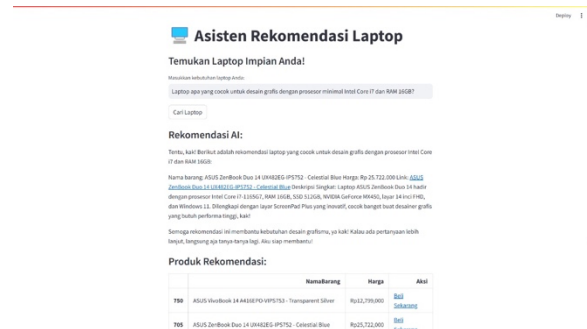 Deploy
Asisten Rekomendasi Laptop
Temukan Laptop Impian Anda!
Masukkan kebutuhan laptop Anda:
Laptop apa yang cocok untuk desain grafis dengan prosesor minimal Intel Core i7 dan RAM 16GB?
Cari Laptop
Rekomendasi AI:
Tentu, kak! Berikut adalah rekomendasi laptop yang cocok untuk desain grafis dengan prosesor Intel Core
i7 dan RAM 16GB:
Nama barang: ASUS ZenBook Duo 14 UX482EG-IPS752 - Celestial Blue Harga: Rp 25.722.000 Link: ASUS
ZenBook Duo 14 UX482EG-IPS752 - Celestial Blue Deskripsi Singkat: Laptop ASUS ZenBook Duo 14 hadir
dengan prosesor Intel Core i7-1165G7, RAM 16GB, SSD 512GB, NVIDIA GeForce MX450, layar 14 inci FHD,
dan Windows 11. Dilengkapi dengan layar ScreenPad Plus yang inovatif, cocok banget buat desainer grafis
yang butuh performa tinggi, kak!
Semoga rekomendasi ini membantu kebutuhan desain grafismu, ya kak! Kalau ada pertanyaan lebih
lanjut, langsung aja tanya-tanya lagi. Aku siap membantu!
Produk Rekomendasi:
NamaBarang Harga Aksi
750 ASUS VivoBook 14 - Transparent Silver Rp12,799,000 Beli
Sekarang
705 ASUS ZenBook Duo 14 UX482EG-IPS752 - Celestial Blue Rp25,722,000 Beli